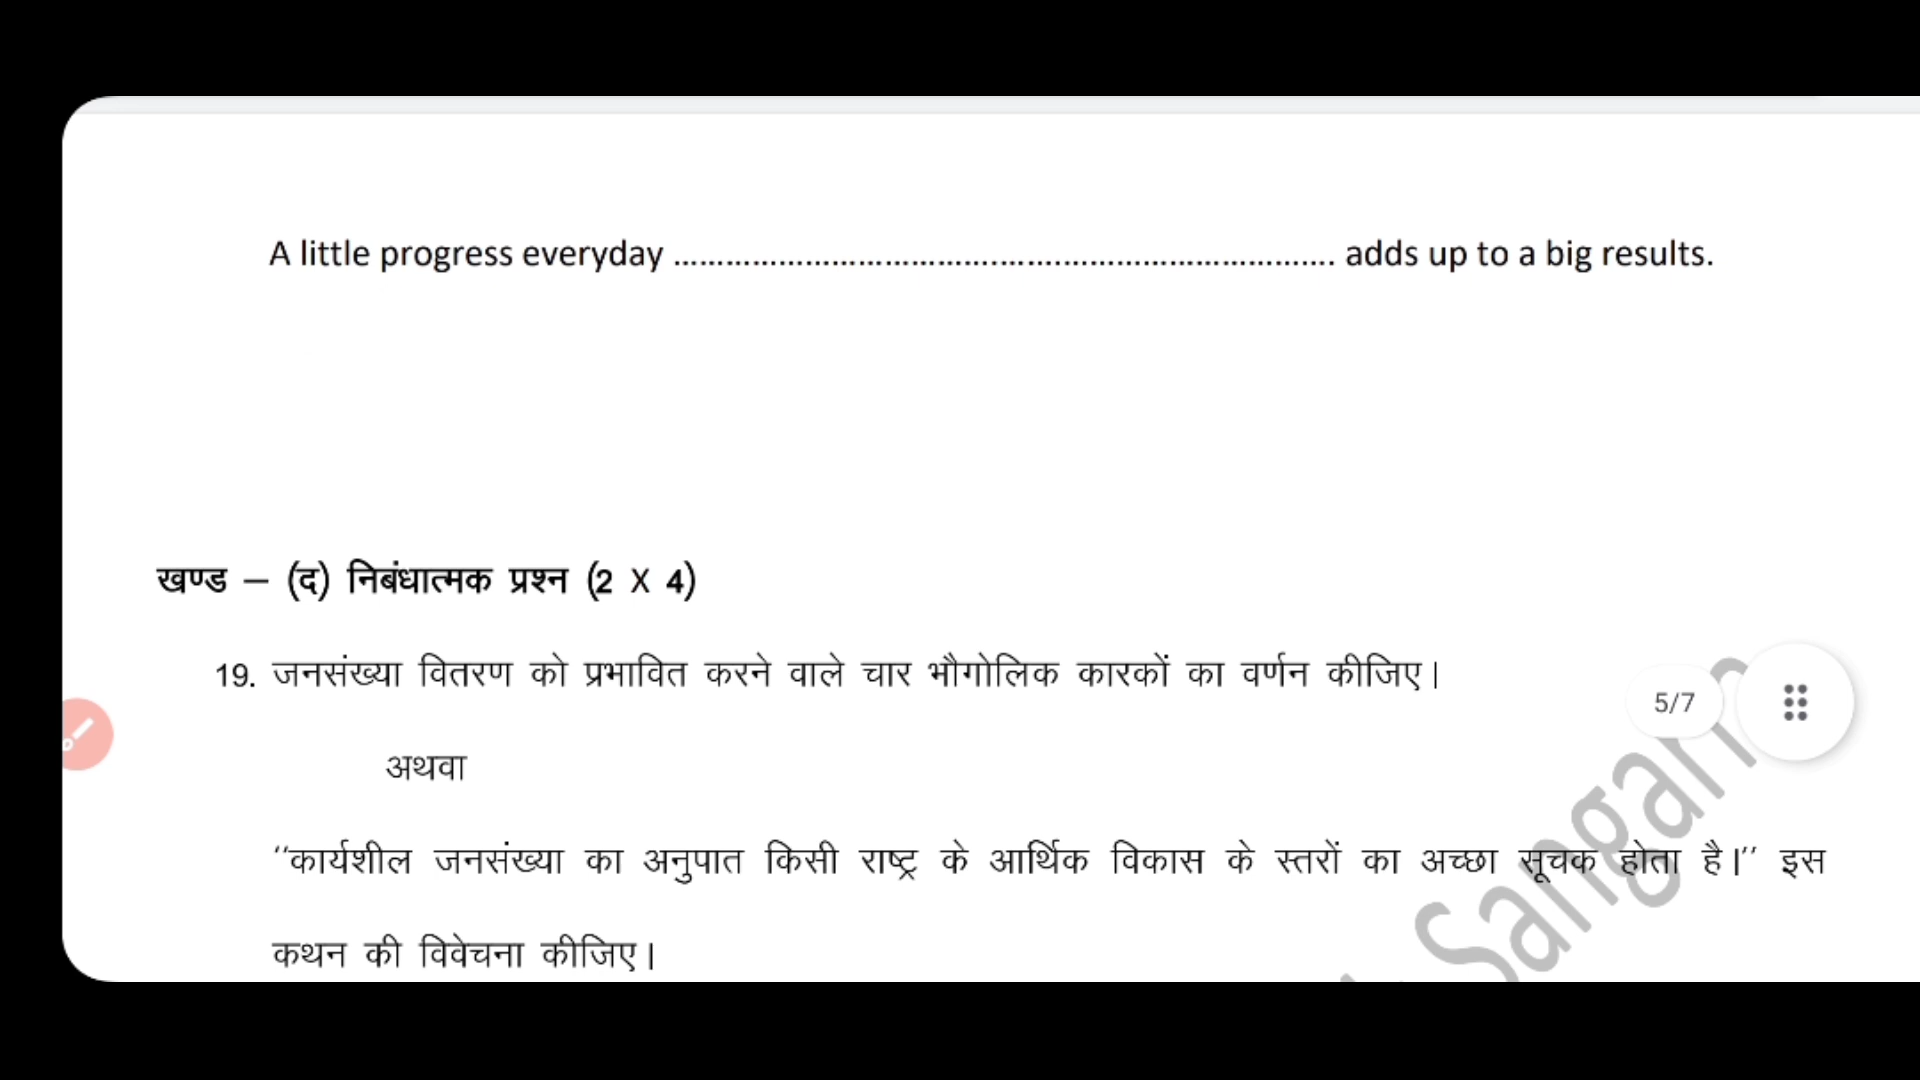 A little progress everyday ................................................................................ adds up to a big results.
खण्ड – (द) निबंधात्मक प्रश्न (2 X 4)
19. जनसंख्या वितरण को प्रभावित करने वाले चार भौगोलिक कारकों का वर्णन कीजिए।
5/7
अथवा
‘‘कार्यशील जनसंख्या का अनुपात किसी राष्ट्र के आर्थिक विकास के स्तरों का अच्छा सूचक होता है।’’ इस
कथन की विवेचना कीजिए।